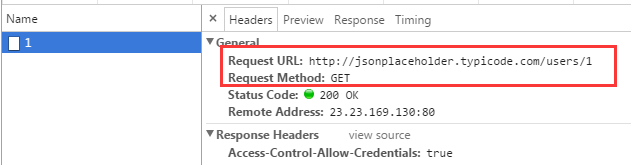 Name
× Headers Preview Response Timing
1
General
Request URL: http://jsonplaceholder.typicode.com/users/1
Request Method: GET
Status Code: 200 OK
Remote Address: 23.23.169.130:80
Response Headers view source
Access-Control-Allow-Credentials: true